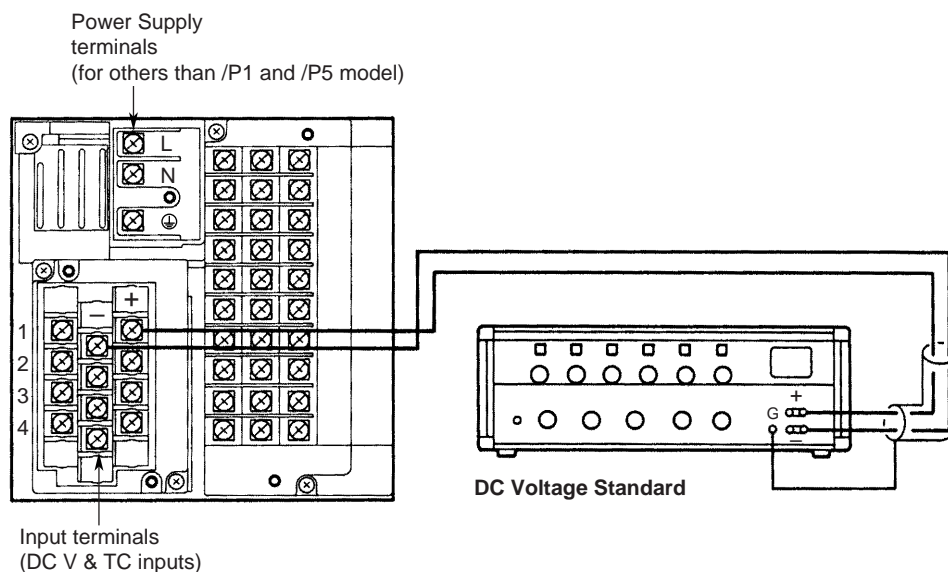 Power Supply
terminals
(for others than /P1 and /P5 model)
L
N
+
−
1
2
3
4
+
G
−
DC Voltage Standard
Input terminals
(DC V & TC inputs)